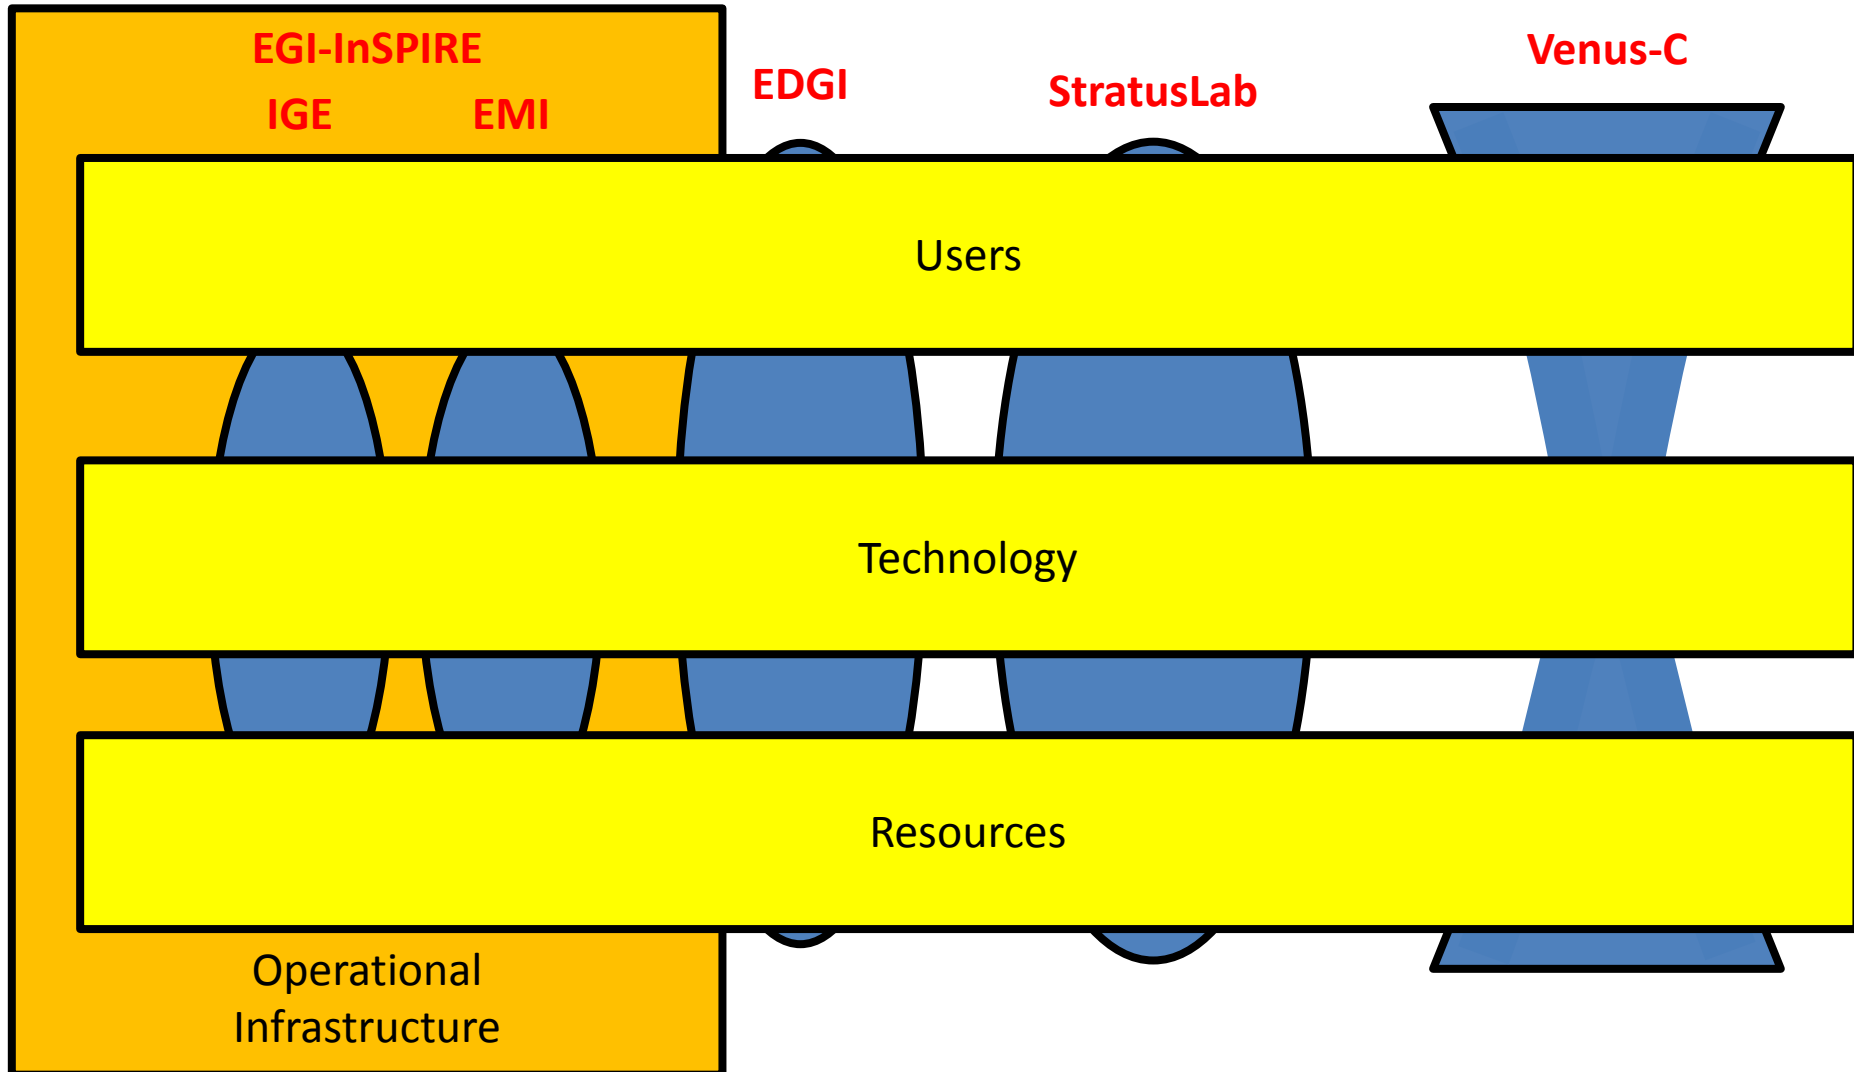 EGI-InSPIRE
IGE
EMI
EDGI
StratusLab
Venus-C
Users
Technology
Resources
Operational
Infrastructure